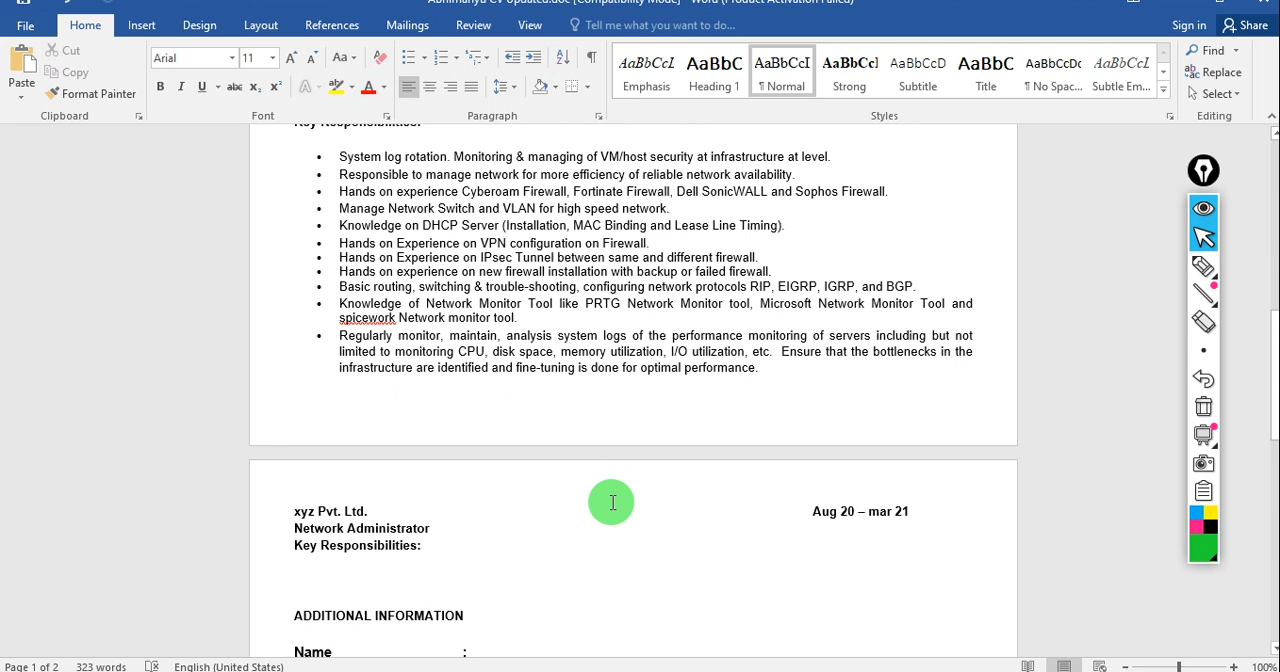 Abhimanyu CV updated.doc [Compatibility Mode] - Word (Product Activation Failed)
File Home Insert Design Layout References Mailings Review View Tell me what you want to do... Sign in Share
Paste Cut Copy Format Painter
Arial 11 Aa
B I U abc x₂ x² A A
AaBbCcI AaBbC AaBbCcI AaBbCcl AaBbCcD AaBbC AaBbCcDc AaBbCcI
Emphasis Heading 1 ¶ Normal Strong Subtitle Title ¶ No Spac... Subtle Em...
Find Replace Select
Clipboard Font Paragraph Styles Editing
Key Responsibilities:
• System log rotation. Monitoring & managing of VM/host security at infrastructure at level.
• Responsible to manage network for more efficiency of reliable network availability.
• Hands on experience Cyberoam Firewall, Fortinate Firewall, Dell SonicWALL and Sophos Firewall.
• Manage Network Switch and VLAN for high speed network.
• Knowledge on DHCP Server (Installation, MAC Binding and Lease Line Timing).
• Hands on Experience on VPN configuration on Firewall.
• Hands on Experience on IPsec Tunnel between same and different firewall.
• Hands on experience on new firewall installation with backup or failed firewall.
• Basic routing, switching & trouble-shooting, configuring network protocols RIP, EIGRP, IGRP, and BGP.
• Knowledge of Network Monitor Tool like PRTG Network Monitor tool, Microsoft Network Monitor Tool and
spicework Network monitor tool.
• Regularly monitor, maintain, analysis system logs of the performance monitoring of servers including but not
limited to monitoring CPU, disk space, memory utilization, I/O utilization, etc. Ensure that the bottlenecks in the
infrastructure are identified and fine-tuning is done for optimal performance.
xyz Pvt. Ltd. Aug 20 – mar 21
Network Administrator
Key Responsibilities:
ADDITIONAL INFORMATION
Name :
Page 1 of 2 323 words English (United States) 100%